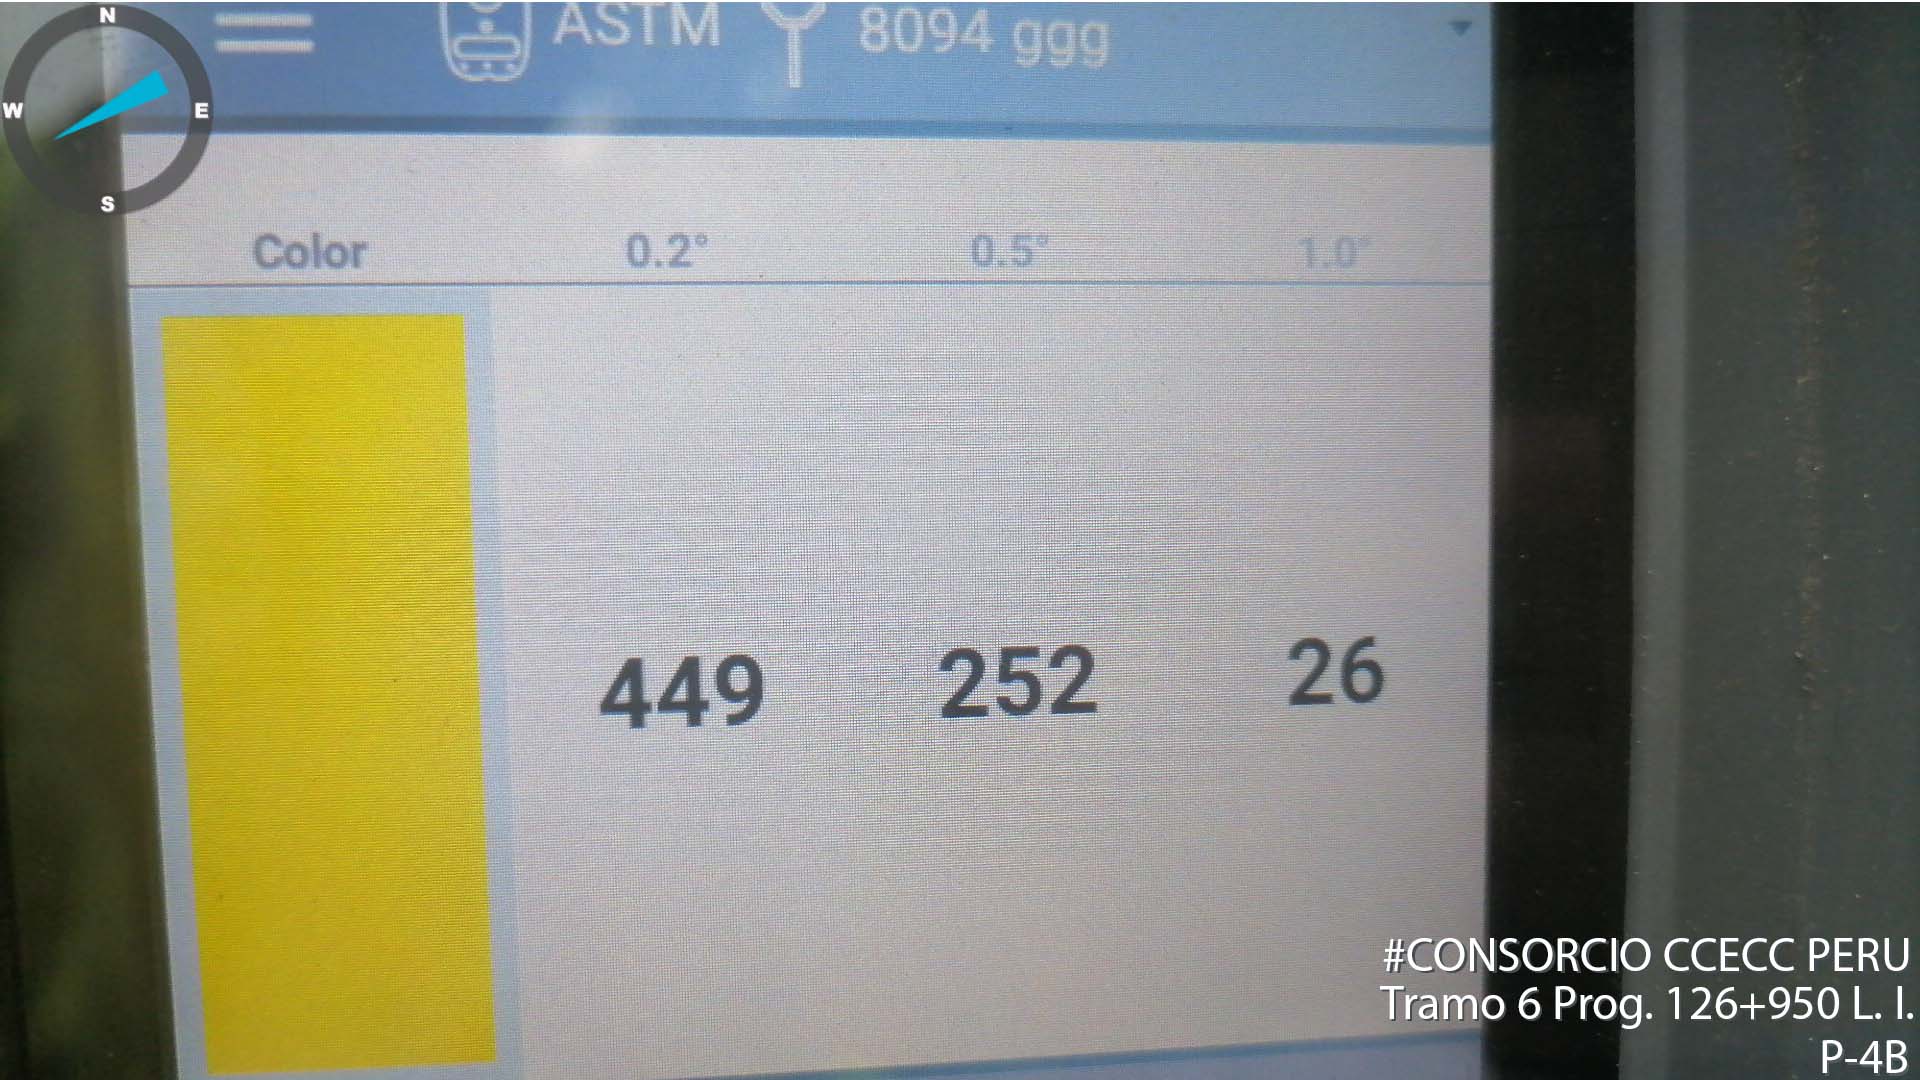 N
W E
S
ASTM 8094 ggg
Color 0.2° 0.5° 1.0°
449 252 26
#CONSORCIO CCECC PERU
Tramo 6 Prog. 126+950 L. I.
P-4B